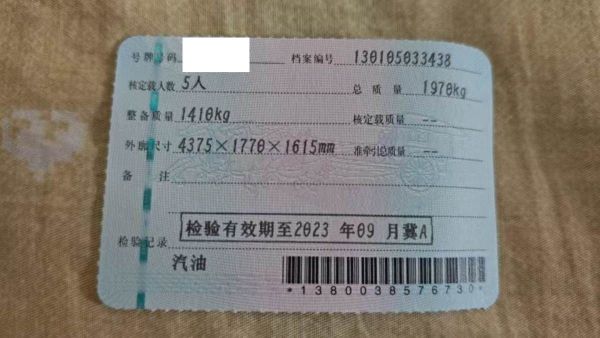 号牌号码 档案编号 130105033438
核定载人数 5人 总质量 1970kg
整备质量 1410kg 核定载质量 --
外廓尺寸 4375×1770×1615mm 准牵引总质量 --
备注
检验有效期至2023年09月冀A
检验记录
汽油
*1380038576730*